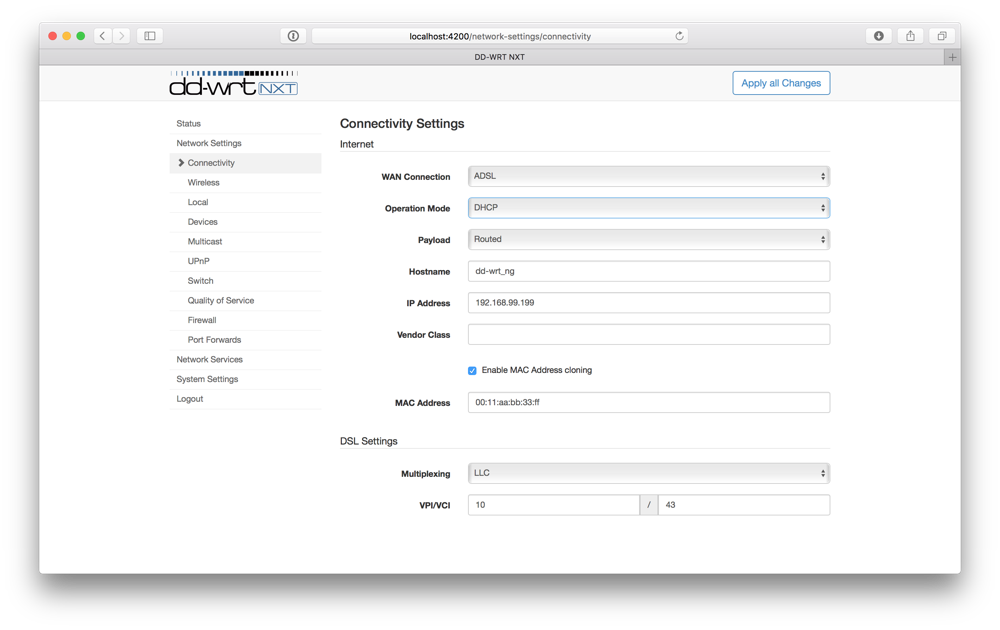 localhost:4200/network-settings/connectivity
DD-WRT NXT
dd-wrt NXT
Apply all Changes
Status
Network Settings
Connectivity
Wireless
Local
Devices
Multicast
UPnP
Switch
Quality of Service
Firewall
Port Forwards
Network Services
System Settings
Logout
Connectivity Settings
Internet
WAN Connection ADSL
Operation Mode DHCP
Payload Routed
Hostname dd-wrt_ng
IP Address 192.168.99.199
Vendor Class
Enable MAC Address cloning
MAC Address 00:11:aa:bb:33:ff
DSL Settings
Multiplexing LLC
VPI/VCI 10 / 43